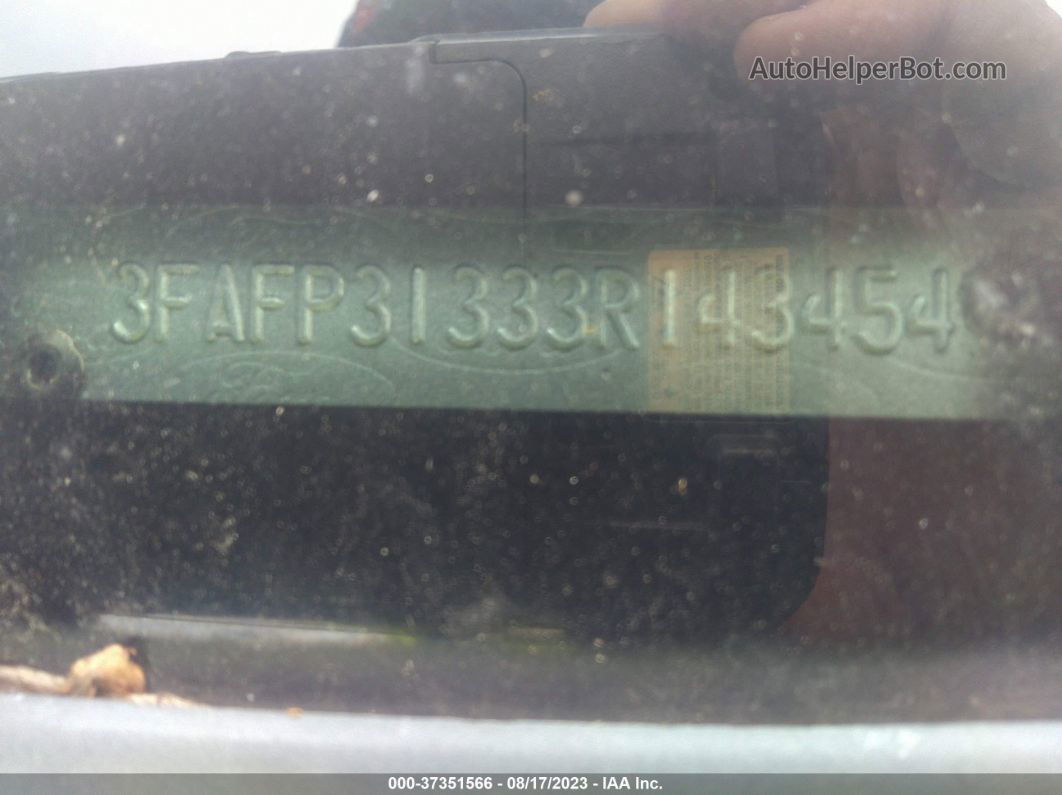 AutoHelperBot.com
3FAFP31333R143454
000-37351566 - 08/17/2023 - IAA Inc.